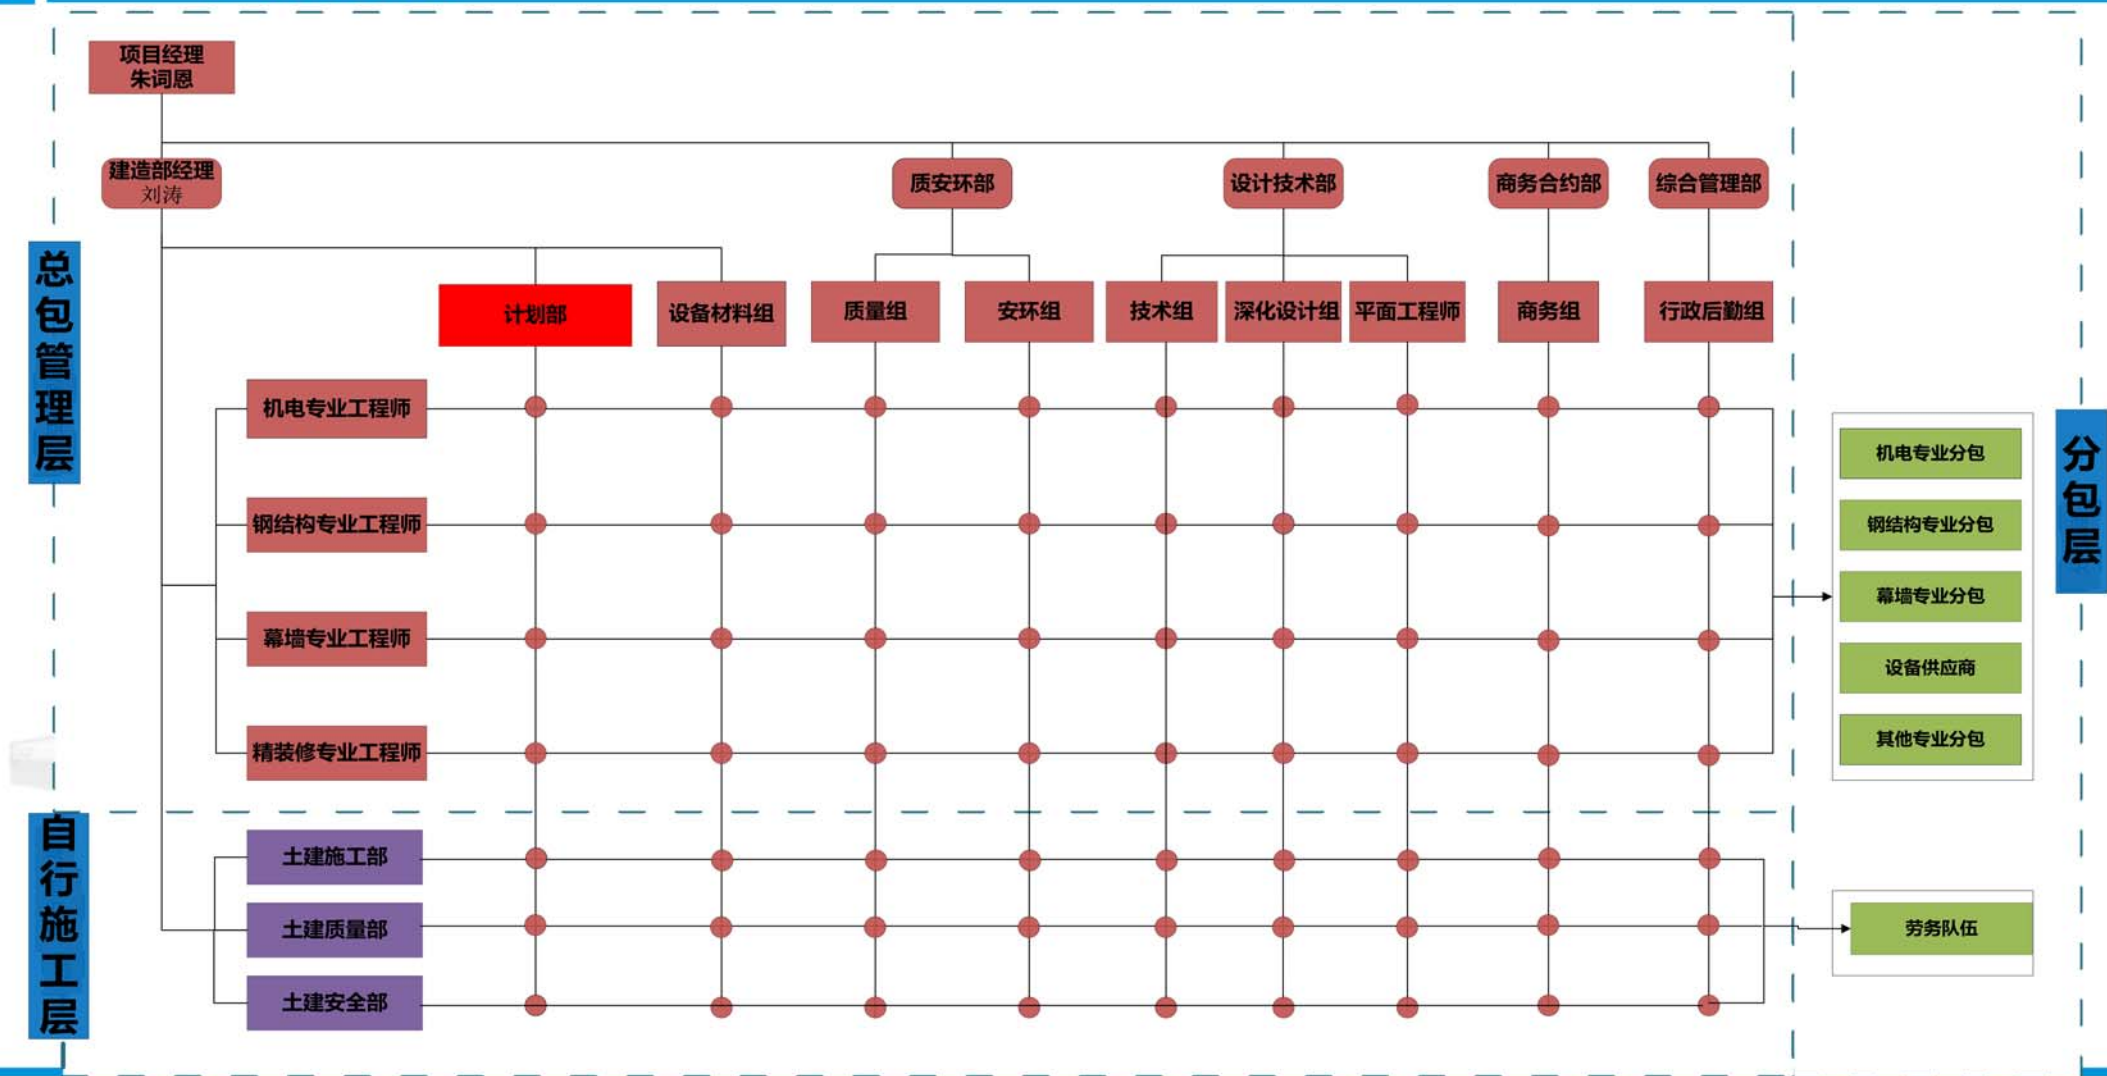 项目经理
朱词恩
建造部经理
刘涛
质安环部
设计技术部
商务合约部
综合管理部
总包管理层
计划部
设备材料组
质量组
安环组
技术组
深化设计组
平面工程师
商务组
行政后勤组
机电专业工程师
钢结构专业工程师
幕墙专业工程师
精装修专业工程师
机电专业分包
钢结构专业分包
幕墙专业分包
设备供应商
其他专业分包
分包层
自行施工层
土建施工部
土建质量部
土建安全部
劳务队伍